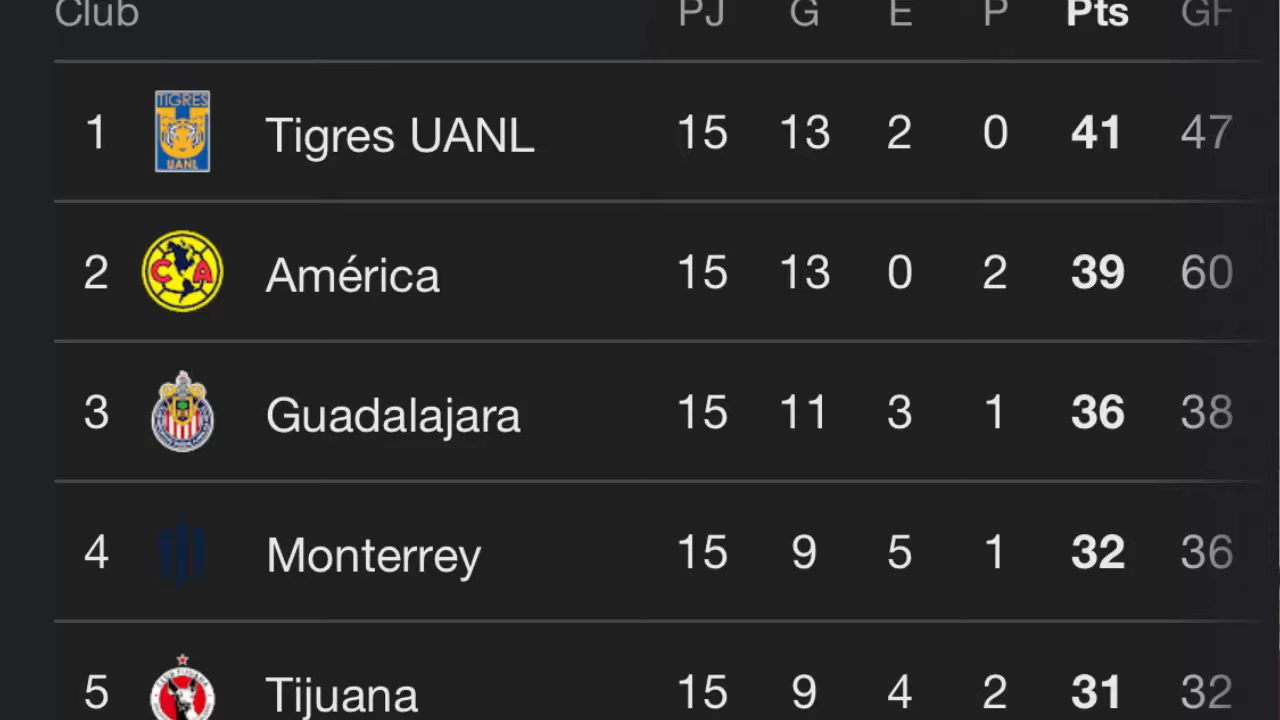 Club PJ G E P Pts GF
1 TIGRES UANL Tigres UANL 15 13 2 0 41 47
2 CA América 15 13 0 2 39 60
3 Guadalajara 15 11 3 1 36 38
4 Monterrey 15 9 5 1 32 36
5 Tijuana 15 9 4 2 31 32